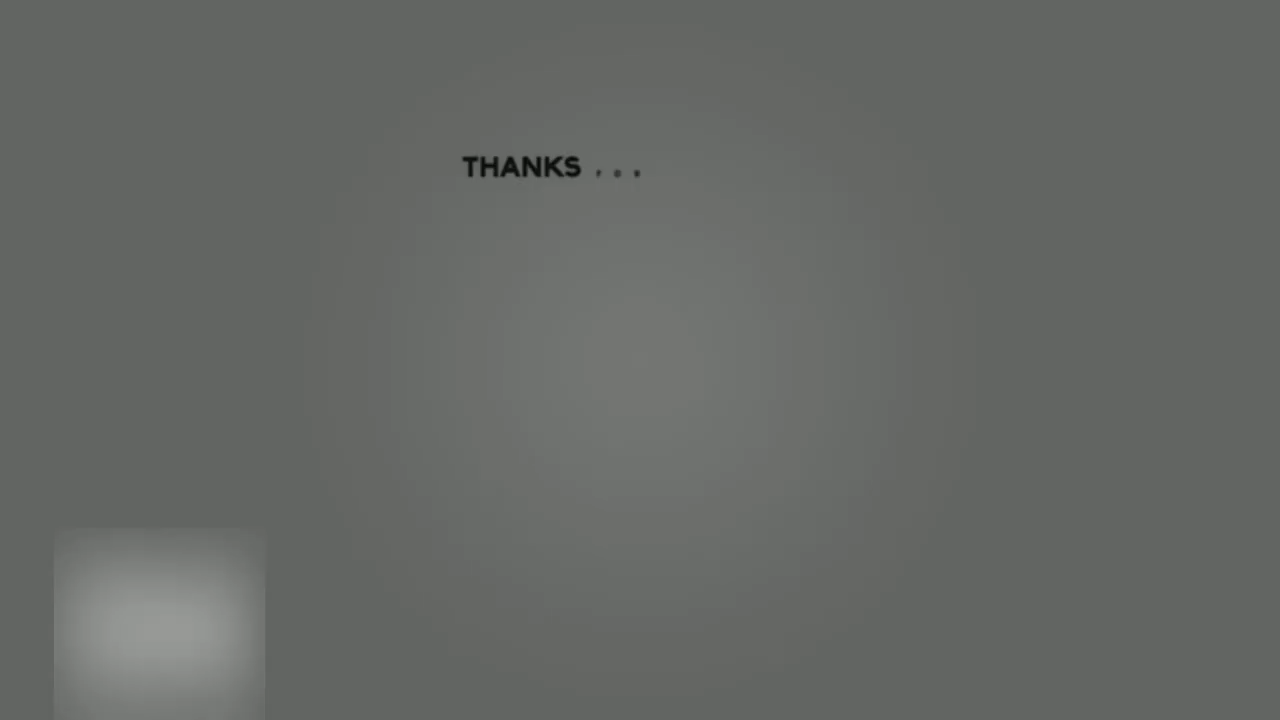 THANKS . . .